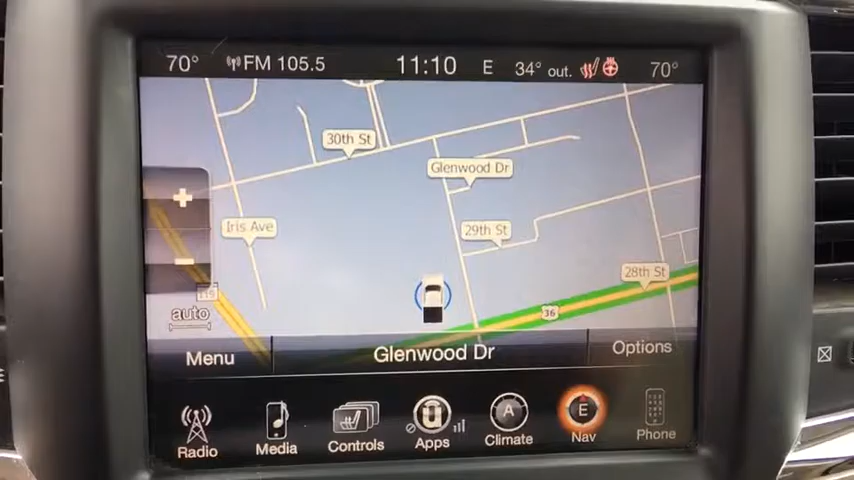 70° FM 105.5 11:10 E 34° out. 70°
30th St
Glenwood Dr
Iris Ave
29th St
28th St
119
36
auto
Menu Glenwood Dr Options
A E
Radio Media Controls Apps Climate Nav Phone